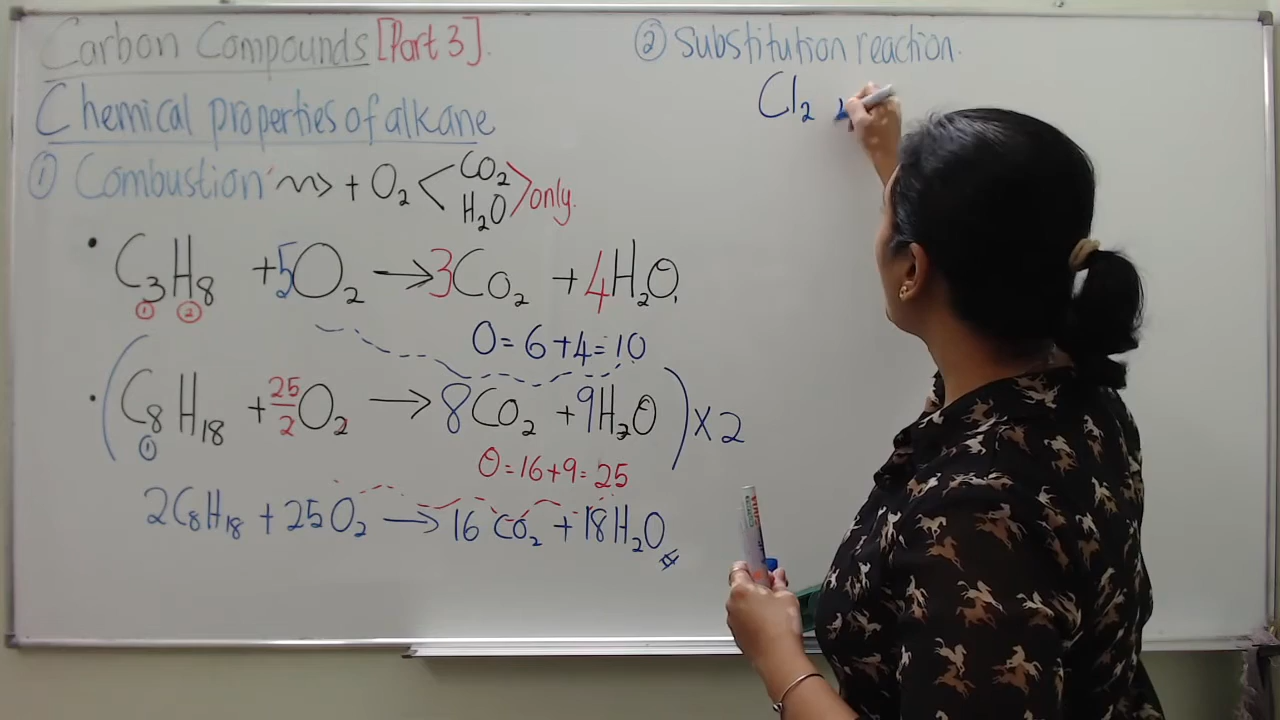 Carbon Compounds [Part 3].
Chemical properties of alkane
① Combustion + O₂ < CO₂ H₂O > only.
• C₃H₈ + 5O₂ → 3CO₂ + 4H₂O
① ②
O = 6 + 4 = 10
• (C₈H₁₈ + 25/2 O₂ → 8CO₂ + 9H₂O) × 2
①
O = 16 + 9 = 25
2C₈H₁₈ + 25O₂ → 16CO₂ + 18H₂O
② Substitution reaction.
Cl₂